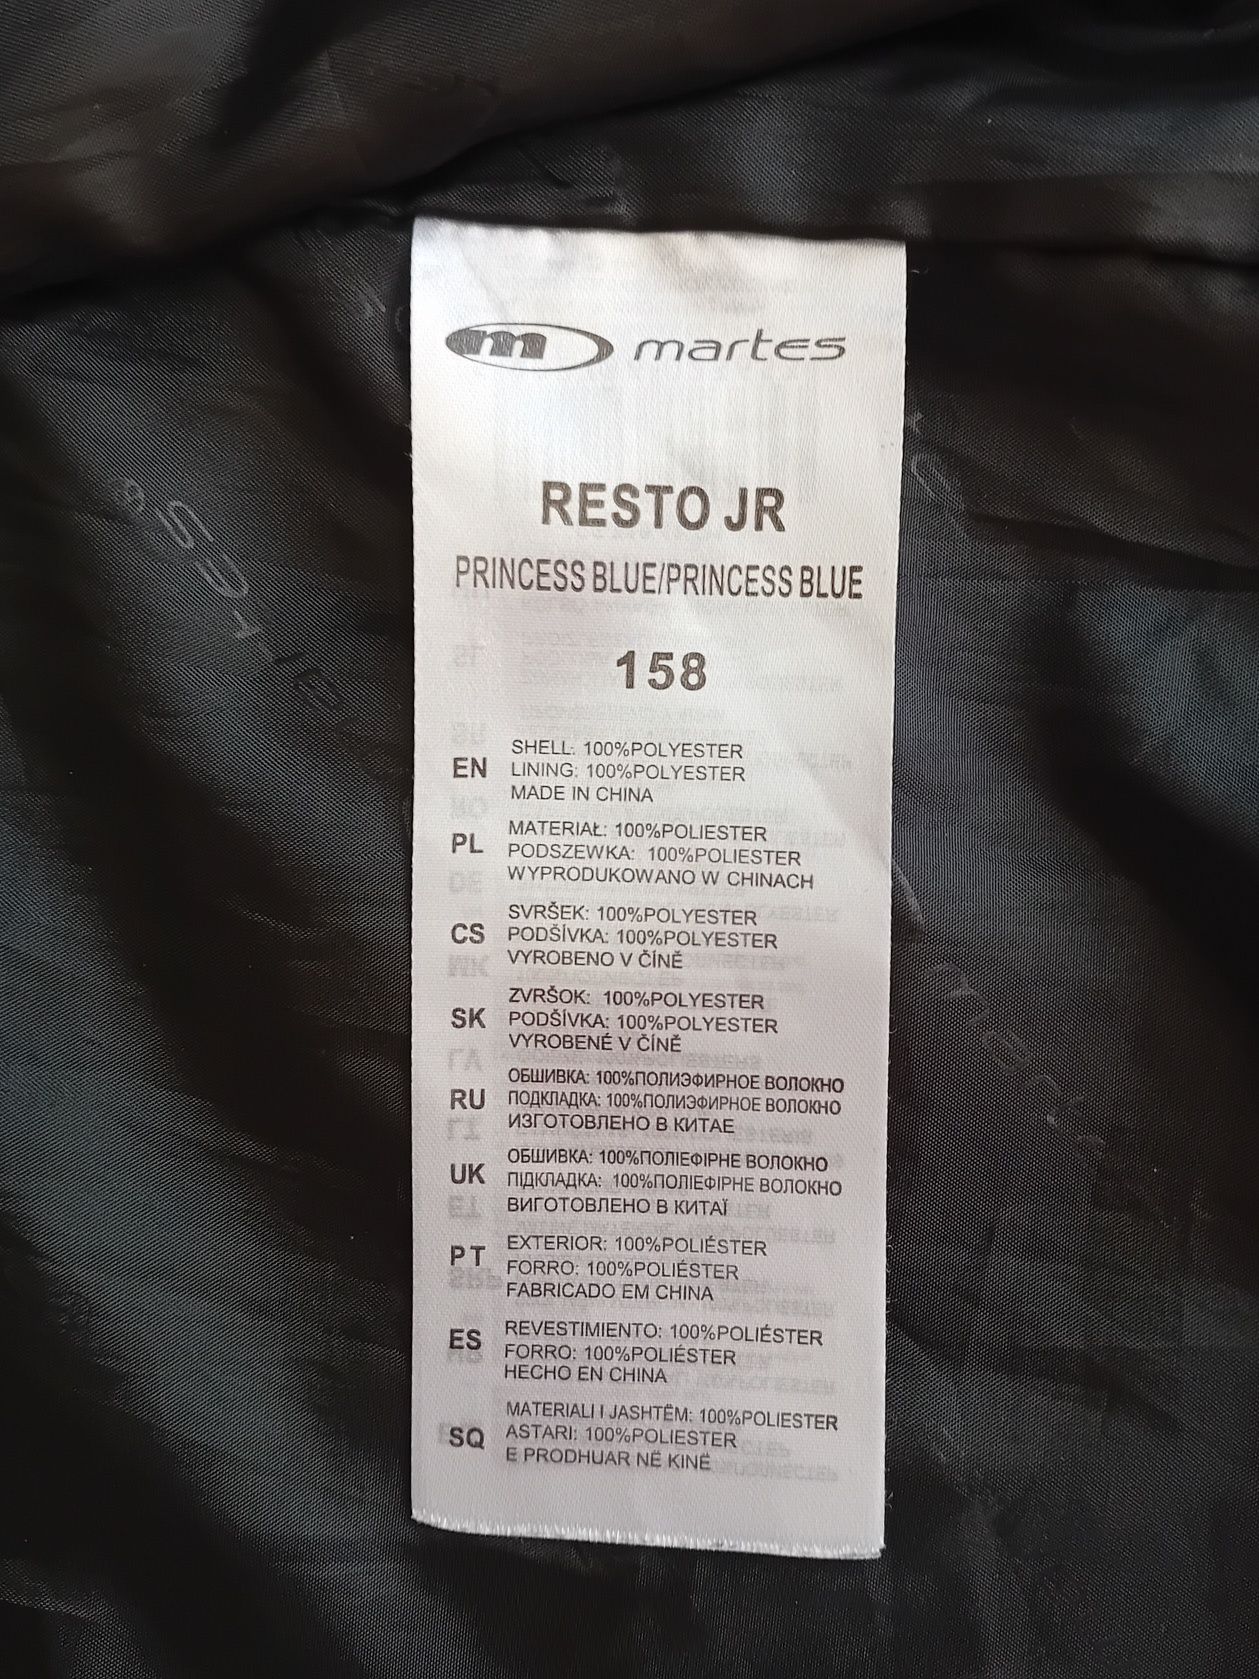 m martes
RESTO JR
PRINCESS BLUE/PRINCESS BLUE
158
EN
SHELL: 100%POLYESTER
LINING: 100%POLYESTER
MADE IN CHINA
PL
MATERIAŁ: 100%POLIESTER
PODSZEWKA: 100%POLIESTER
WYPRODUKOWANO W CHINACH
CS
SVRŠEK: 100%POLYESTER
PODŠÍVKA: 100%POLYESTER
VYROBENO V ČÍNĚ
SK
ZVRŠOK: 100%POLYESTER
PODŠÍVKA: 100%POLYESTER
VYROBENÉ V ČÍNĚ
RU
ОБШИВКА: 100%ПОЛИЭФИРНОЕ ВОЛОКНО
ПОДКЛАДКА: 100%ПОЛИЭФИРНОЕ ВОЛОКНО
ИЗГОТОВЛЕНО В КИТАЕ
UK
ОБШИВКА: 100%ПОЛІЕФІРНЕ ВОЛОКНО
ПІДКЛАДКА: 100%ПОЛІЕФІРНЕ ВОЛОКНО
ВИГОТОВЛЕНО В КИТАЇ
PT
EXTERIOR: 100%POLIÉSTER
FORRO: 100%POLIÉSTER
FABRICADO EM CHINA
ES
REVESTIMIENTO: 100%POLIÉSTER
FORRO: 100%POLIÉSTER
HECHO EN CHINA
SQ
MATERIALI I JASHTËM: 100%POLIESTER
ASTARI: 100%POLIESTER
E PRODHUAR NË KINË